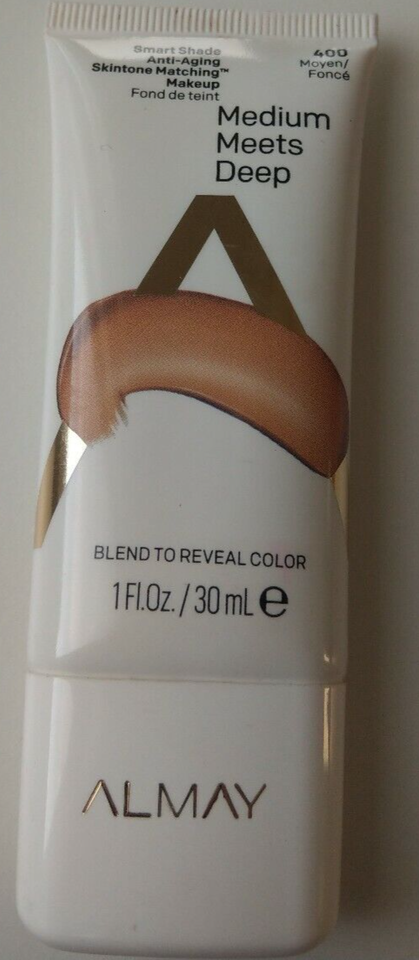 Smart Shade
Anti-Aging
Skintone Matching™
Makeup
Fond de teint
400
Moyen/
Foncé
Medium
Meets
Deep
BLEND TO REVEAL COLOR
1 Fl.Oz. / 30 mL ℮
ALMAY